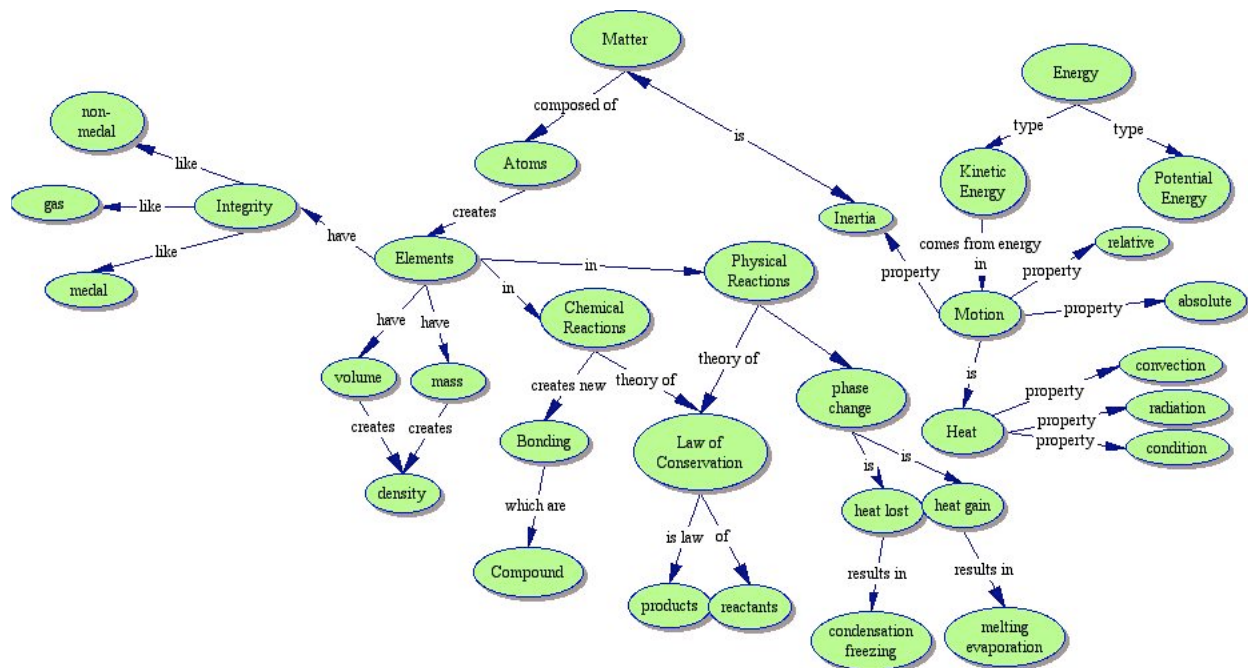 Matter
Energy
composed of
type
type
non-
medal
like
is
Atoms
Kinetic
Energy
Potential
Energy
gas
like
Integrity
creates
Inertia
have
like
comes from energy
in
relative
Elements
in
Physical
Reactions
property
property
medal
in
Chemical
Reactions
Motion
property
absolute
have
have
theory of
is
convection
volume
mass
creates new
theory of
phase
change
property
radiation
creates
creates
Heat
property
property
condition
Bonding
Law of
Conservation
is
is
density
which are
heat lost
heat gain
is law
of
Compound
results in
results in
products
reactants
condensation
freezing
melting
evaporation